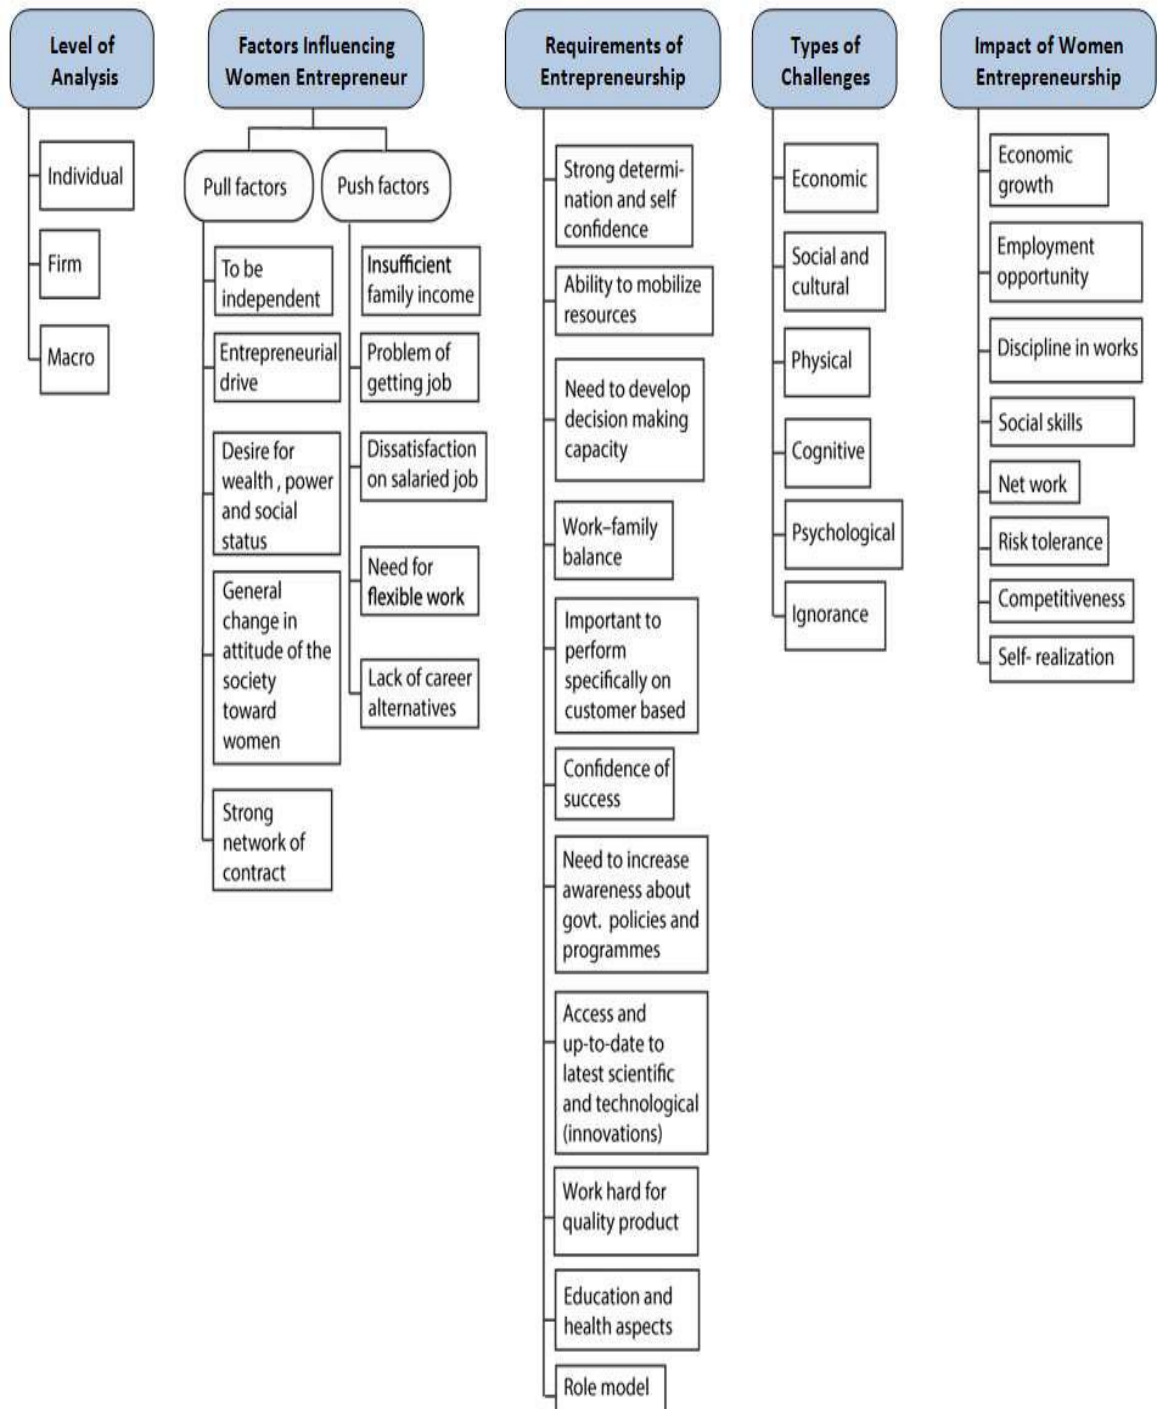 Level of
Analysis
Individual
Firm
Macro
Factors Influencing
Women Entrepreneur
Pull factors
To be
independent
Entrepreneurial
drive
Desire for
wealth , power
and social
status
General
change in
attitude of the
society
toward
women
Strong
network of
contract
Push factors
Insufficient
family income
Problem of
getting job
Dissatisfaction
on salaried job
Need for
flexible work
Lack of career
alternatives
Requirements of
Entrepreneurship
Strong determi-
nation and self
confidence
Ability to mobilize
resources
Need to develop
decision making
capacity
Work–family
balance
Important to
perform
specifically on
customer based
Confidence of
success
Need to increase
awareness about
govt. policies and
programmes
Access and
up-to-date to
latest scientific
and technological
(innovations)
Work hard for
quality product
Education and
health aspects
Role model
Types of
Challenges
Economic
Social and
cultural
Physical
Cognitive
Psychological
Ignorance
Impact of Women
Entrepreneurship
Economic
growth
Employment
opportunity
Discipline in works
Social skills
Net work
Risk tolerance
Competitiveness
Self- realization